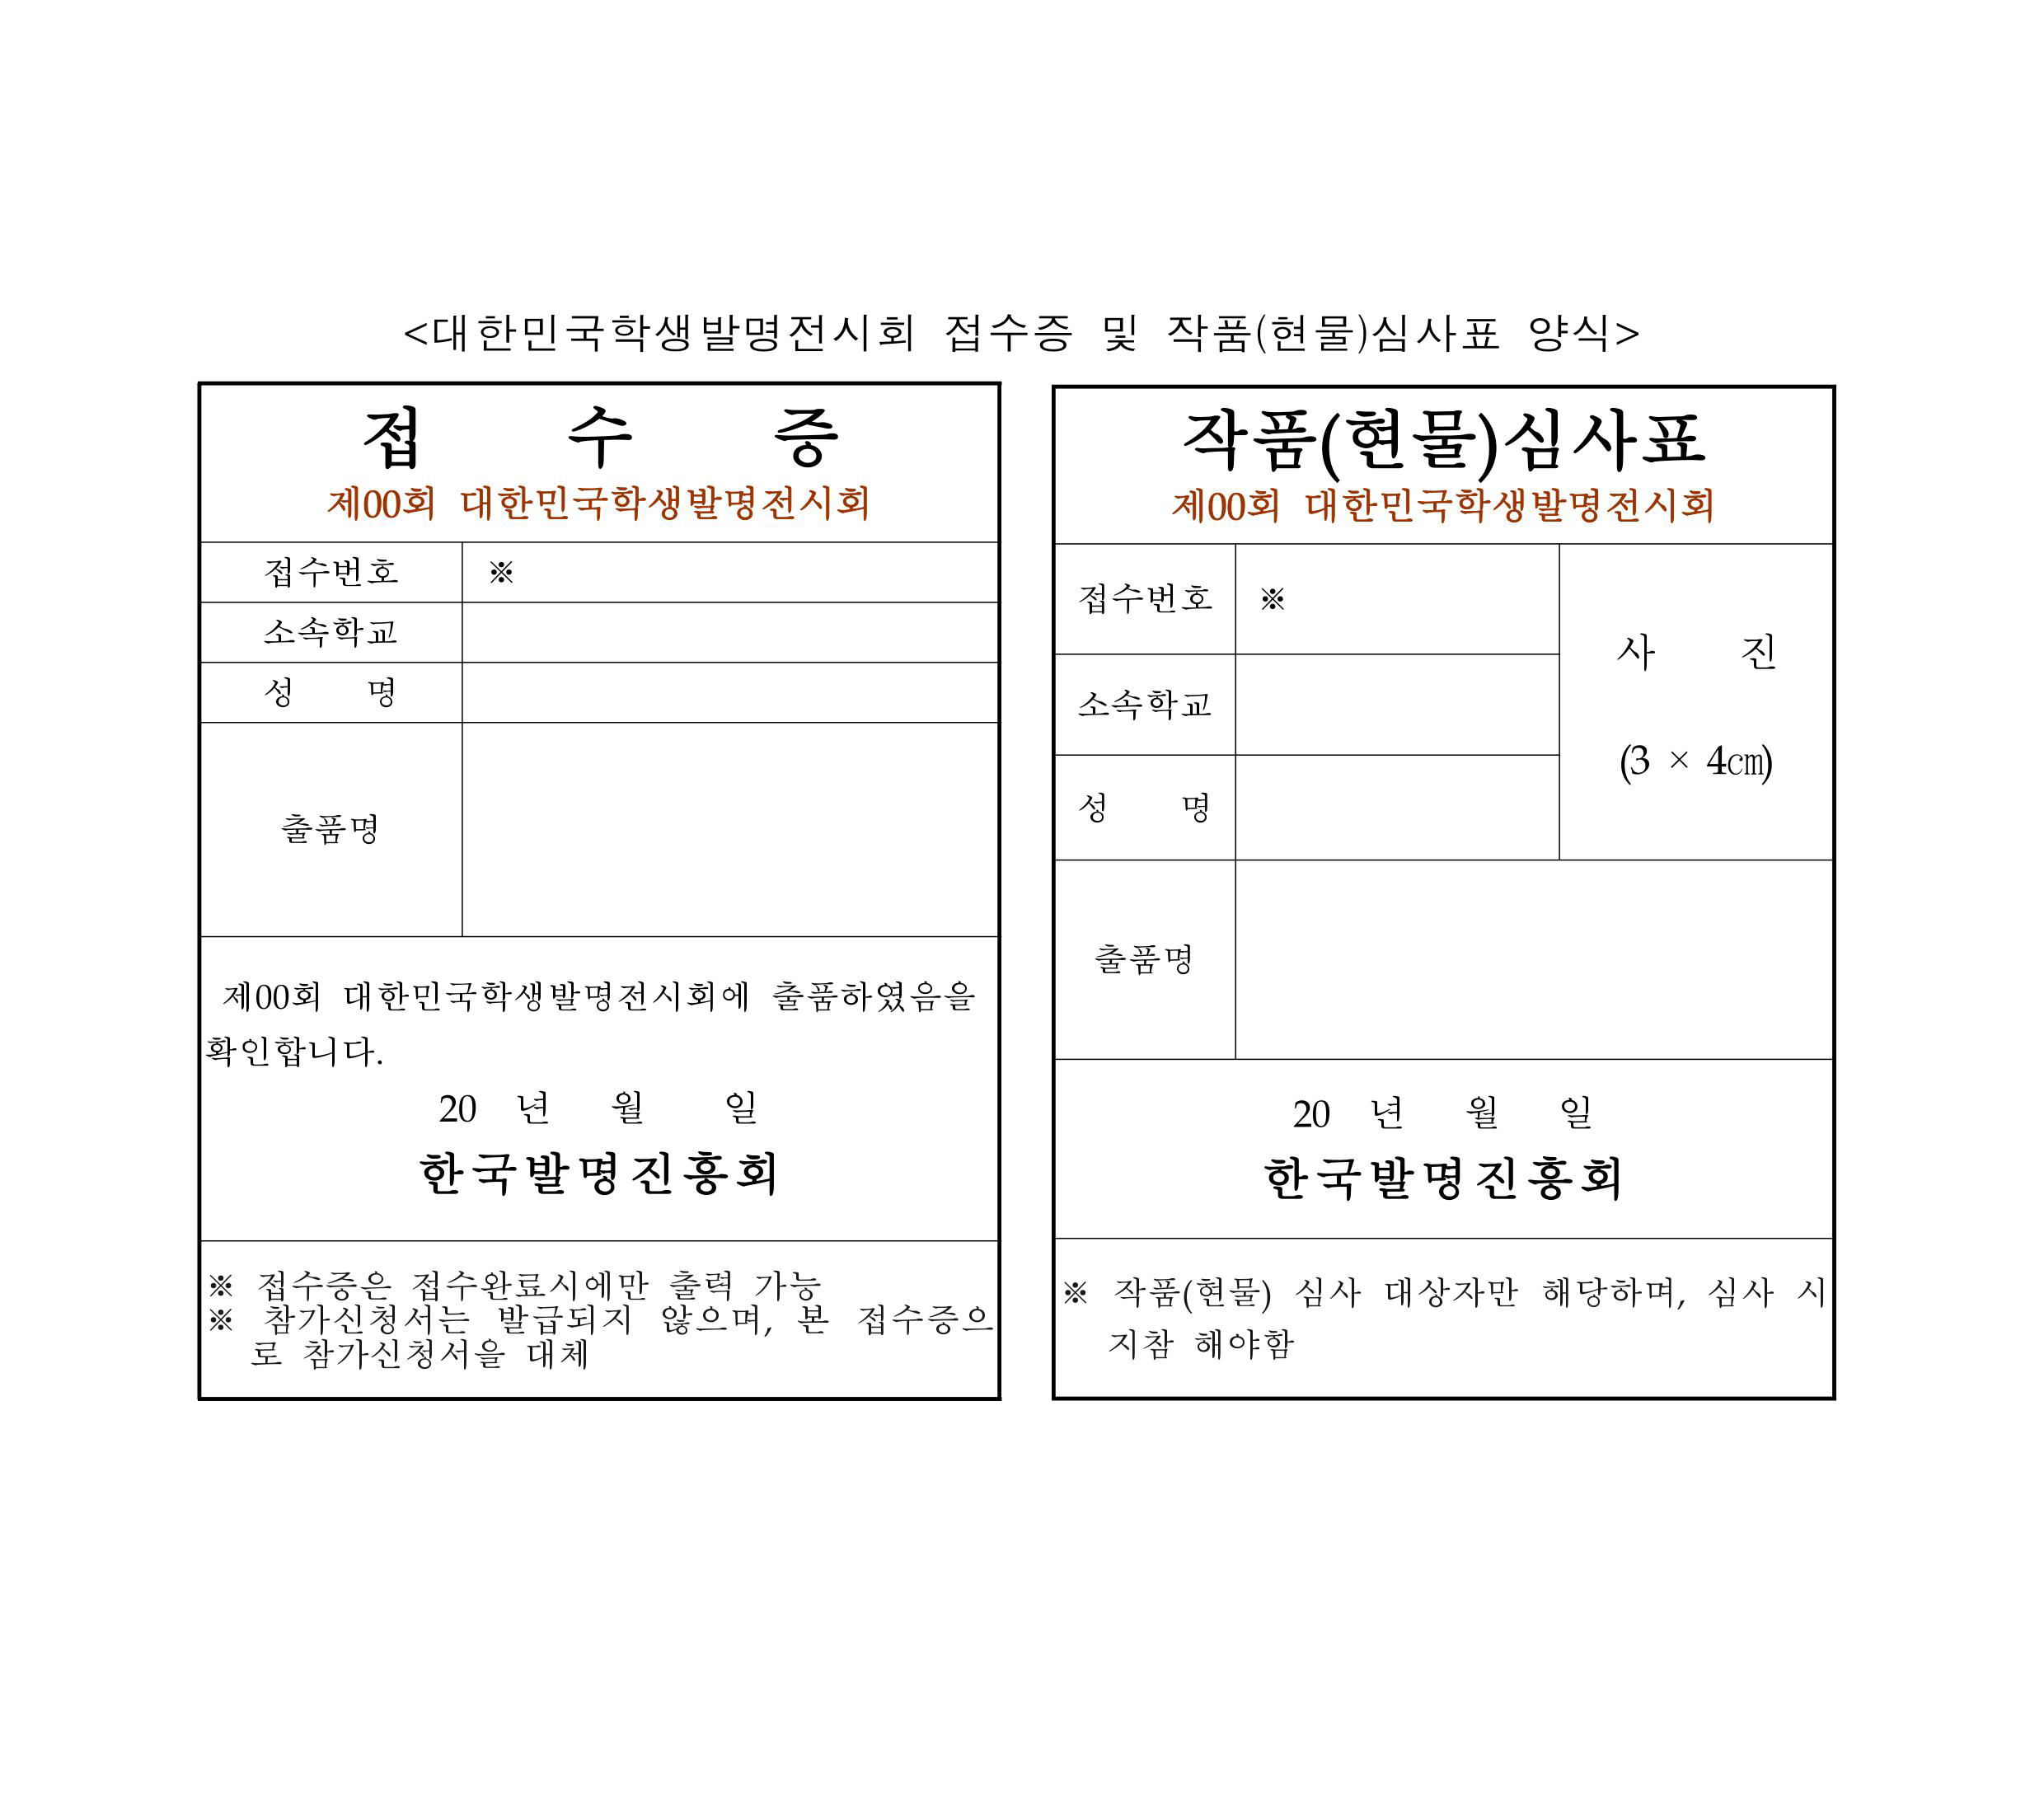 <대한민국학생발명전시회 접수증 및 작품(현물)심사표 양식>
접 수 증
제00회 대한민국학생발명전시회
접수번호 ※
소속학교
성 명
출품명
제00회 대한민국학생발명전시회에 출품하였음을
확인합니다.
20 년 월 일
한국발명진흥회
※ 접수증은 접수완료시에만 출력 가능
※ 참가신청서는 발급되지 않으며, 본 접수증으
로 참가신청서을 대체
작품(현물)심사표
제00회 대한민국학생발명전시회
접수번호 ※
사 진
소속학교
(3 × 4㎝)
성 명
출품명
20 년 월 일
한국발명진흥회
※ 작품(현물) 심사 대상자만 해당하며, 심사 시
지참 해야함